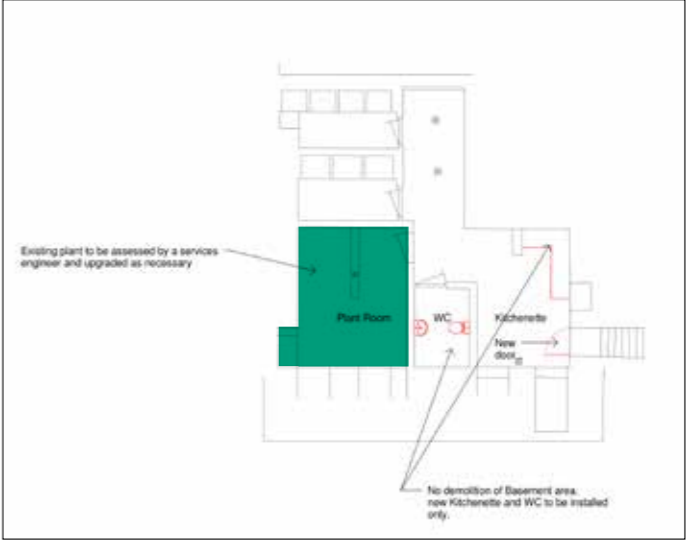 Existing plant to be assessed by a services
engineer and upgraded as necessary
Plant Room
WC
Kitchenette
New
door
No demolition of Basement area,
new Kitchenette and WC to be installed
only.